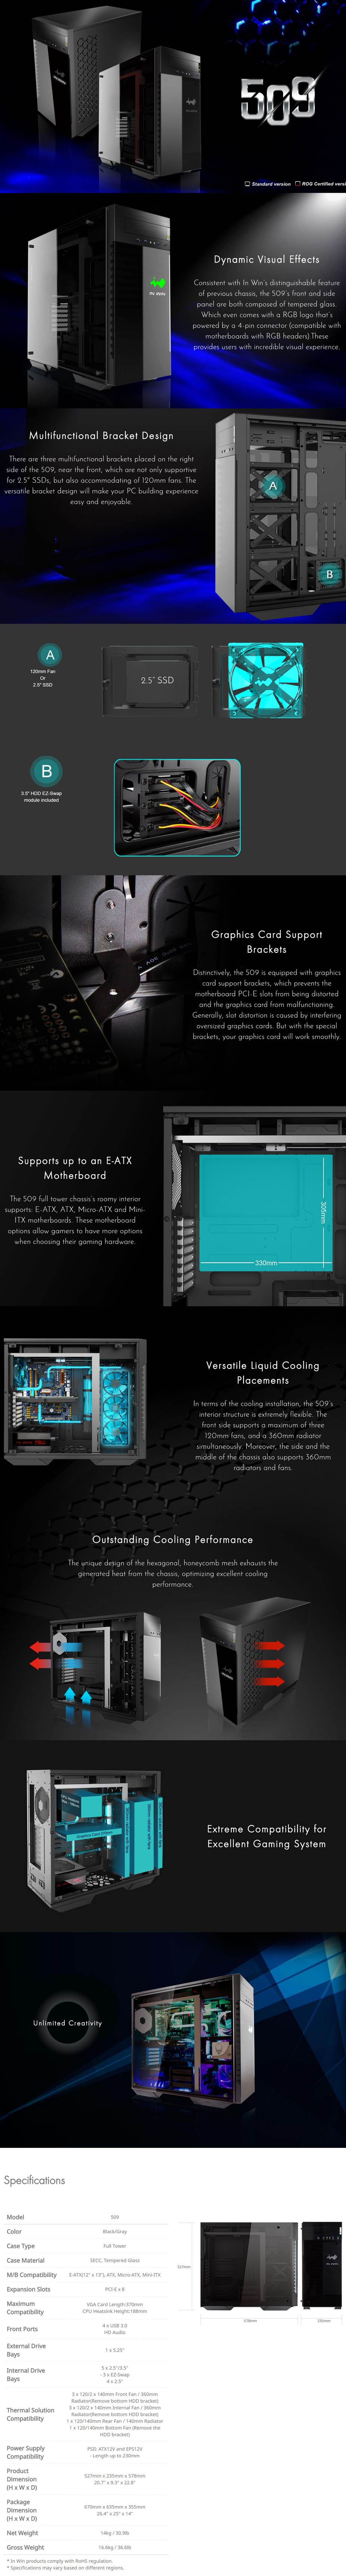 509
Standard version ROG Certified versi
Dynamic Visual Effects
Consistent with In Win's distinguishable feature
of previous chassis, the 509's front and side
panel are both composed of tempered glass.
Which even comes with a RGB logo that's
powered by a 4-pin connector (compatible with
motherboards with RGB headers).These
provides users with incredible visual experience.
Multifunctional Bracket Design
There are three multifunctional brackets placed on the right
side of the 509, near the front, which are not only supportive
for 2.5" SSDs, but also accommodating of 120mm fans. The
versatile bracket design will make your PC building experience
easy and enjoyable.
A
B
A
120mm Fan
Or
2.5" SSD
2.5" SSD
B
3.5" HDD EZ-Swap
module included
Graphics Card Support
Brackets
Distinctively, the 509 is equipped with graphics
card support brackets, which prevents the
motherboard PCI-E slots from being distorted
and the graphics card from malfunctioning.
Generally, slot distortion is caused by interfering
oversized graphics cards. But with the special
brackets, your graphics card will work smoothly.
Supports up to an E-ATX
Motherboard
The 509 full tower chassis's roomy interior
supports: E-ATX, ATX, Micro-ATX and Mini-
ITX motherboards. These motherboard
options allow gamers to have more options
when choosing their gaming hardware.
305mm
330mm
Versatile Liquid Cooling
Placements
In terms of the cooling installation, the 509's
interior structure is extremely flexible. The
front side supports a maximum of three
120mm fans, and a 360mm radiator
simultaneously. Moreover, the side and the
middle of the chassis also supports 360mm
radiators and fans.
Outstanding Cooling Performance
The unique design of the hexagonal, honeycomb mesh exhausts the
generated heat from the chassis, optimizing excellent cooling
performance.
Extreme Compatibility for
Excellent Gaming System
Unlimited Creativity
Specifications
Model 509
Color Black/Gray
Case Type Full Tower
Case Material SECC, Tempered Glass
M/B Compatibility E-ATX(12" x 13"), ATX, Micro-ATX, Mini-ITX
Expansion Slots PCI-E x 8
Maximum
Compatibility
VGA Card Length:370mm
CPU Heatsink Height:188mm
Front Ports
4 x USB 3.0
HD Audio
External Drive
Bays
1 x 5.25"
Internal Drive
Bays
5 x 2.5"/3.5"
- 3 x EZ-Swap
4 x 2.5"
Thermal Solution
Compatibility
3 x 120/2 x 140mm Front Fan / 360mm
Radiator(Remove bottom HDD bracket)
3 x 120/2 x 140mm Internal Fan / 360mm
Radiator(Remove bottom HDD bracket)
1 x 120/140mm Rear Fan / 140mm Radiator
1 x 120/140mm Bottom Fan (Remove the
HDD bracket)
Power Supply
Compatibility
PSII: ATX12V and EPS12V
- Length up to 230mm
Product
Dimension
(H x W x D)
527mm x 235mm x 578mm
20.7" x 9.3" x 22.8"
Package
Dimension
(H x W x D)
670mm x 635mm x 355mm
26.4" x 25" x 14"
Net Weight 14kg / 30.9lb
Gross Weight 16.6kg / 36.6lb
* In Win products comply with RoHS regulation.
* Specifications may vary based on different regions.
527mm
578mm
235mm